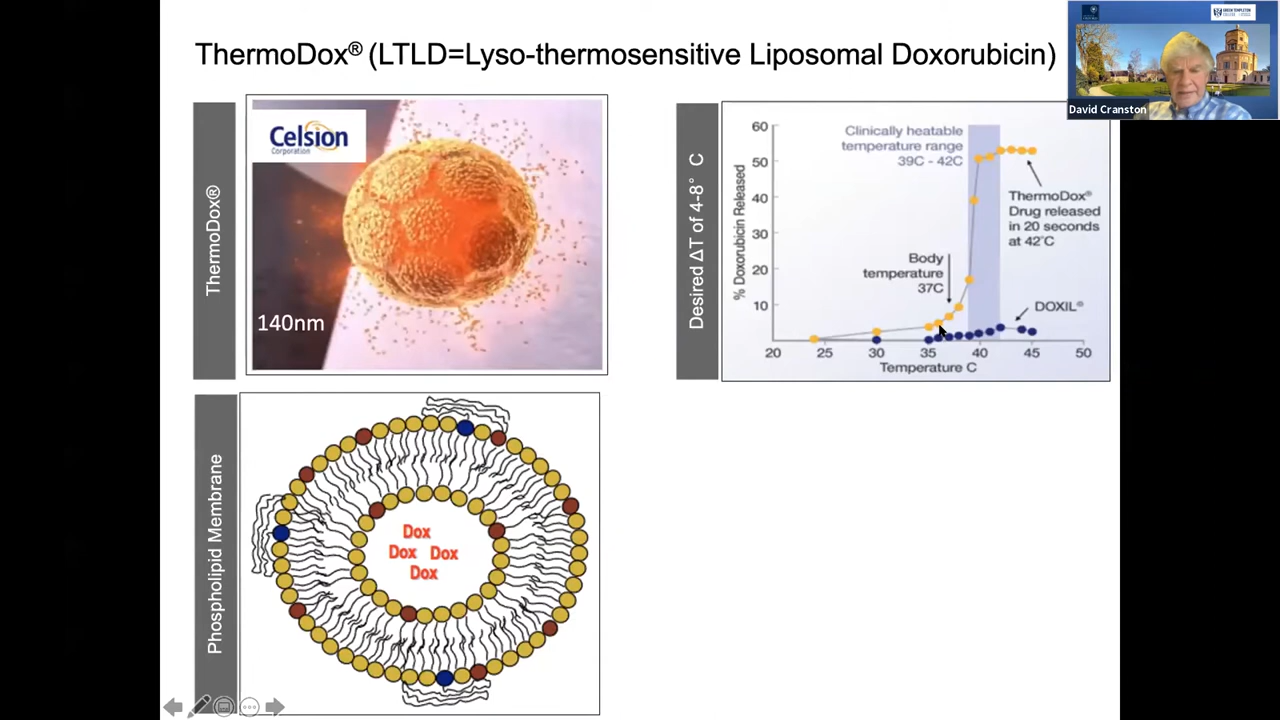 ThermoDox® (LTLD=Lyso-thermosensitive Liposomal Doxorubicin)
David Cranston
ThermoDox®
Celsion
Corporation
140nm
Desired ΔT of 4-8° C
% Doxorubicin Released
60
50
40
30
20
10
Clinically heatable
temperature range
39C - 42C
ThermoDox®
Drug released
in 20 seconds
at 42°C
Body
temperature
37C
DOXIL®
20 25 30 35 40 45 50
Temperature C
Phospholipid Membrane
Dox
Dox Dox
Dox